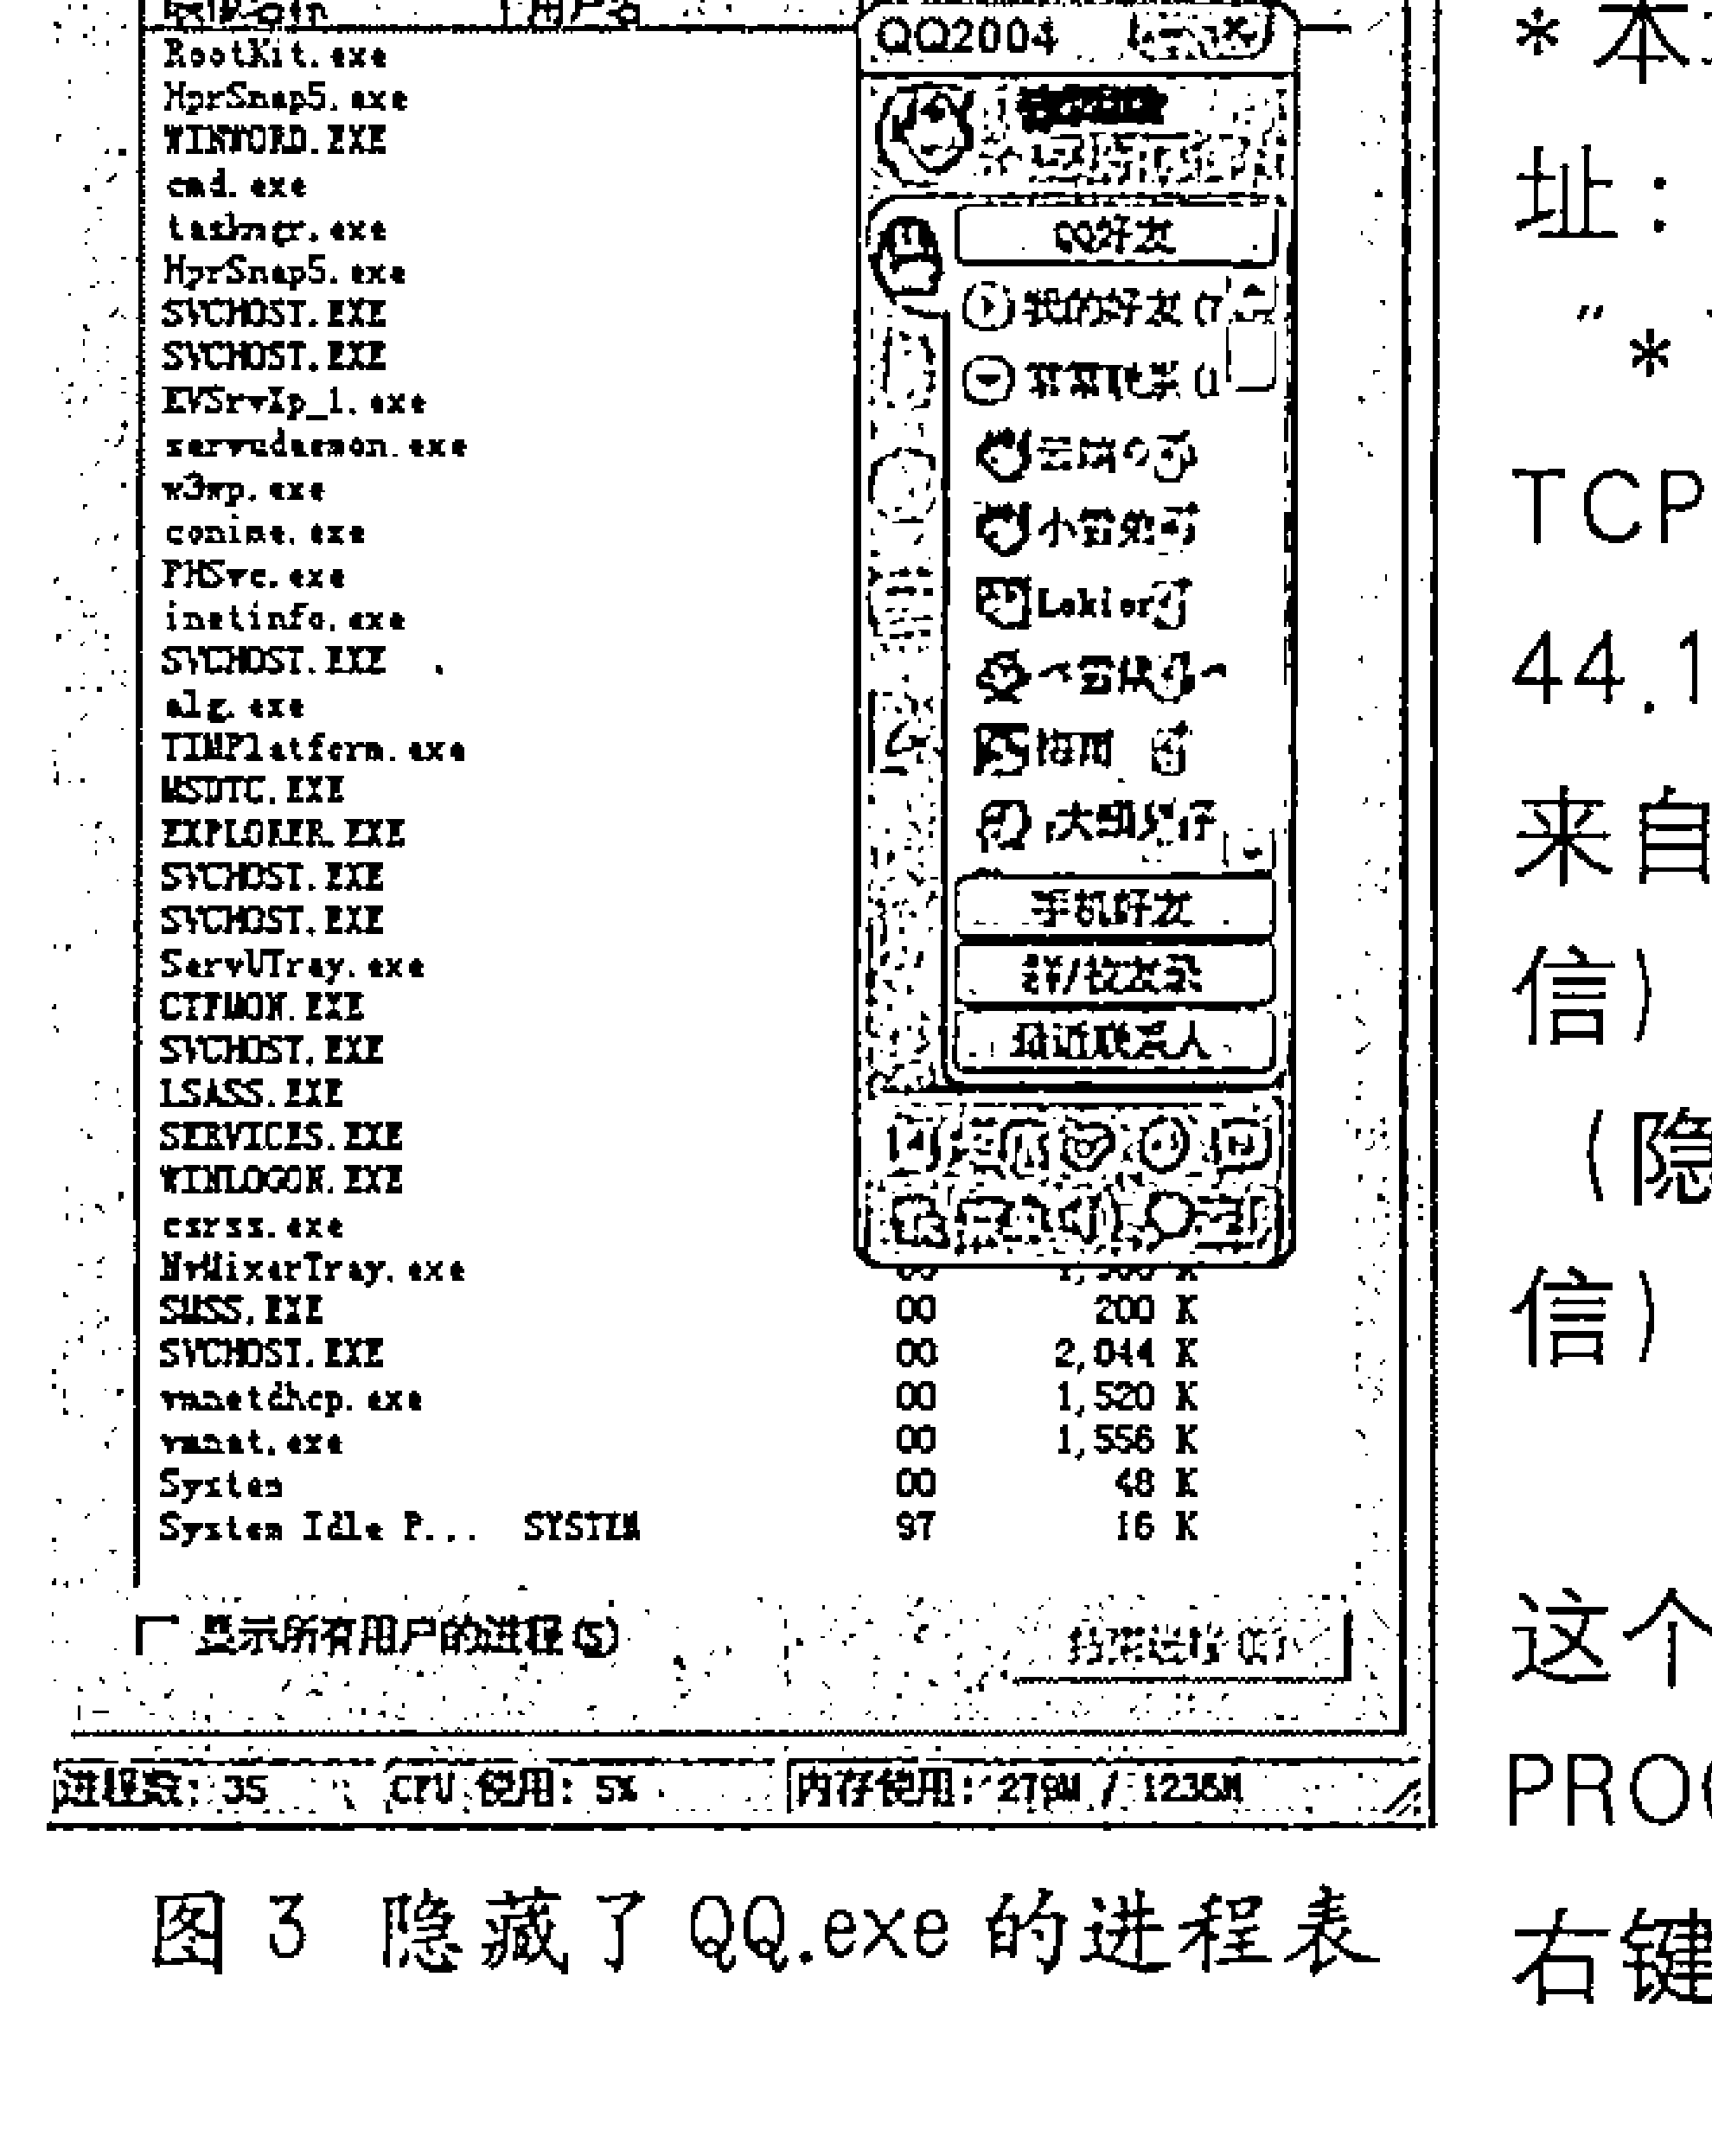 用户名
RootKit.exe
HprSnap5.exe
WINWORD.EXE
cmd.exe
taskmgr.exe
HprSnap5.exe
SVCHOST.EXE
SVCHOST.EXE
EVSrvXp_1.exe
servudaemon.exe
w3wp.exe
conime.exe
PHSvc.exe
inetinfo.exe
SVCHOST.EXE
alg.exe
TIMPlatform.exe
MSDTC.EXE
EXPLORER.EXE
SVCHOST.EXE
SVCHOST.EXE
ServUTray.exe
CTFMON.EXE
SVCHOST.EXE
LSASS.EXE
SERVICES.EXE
WINLOGON.EXE
csrss.exe
NvMixerTray.exe
SMSS.EXE 00 200 K
SVCHOST.EXE 00 2,044 K
vmnetdhcp.exe 00 1,520 K
vmnat.exe 00 1,556 K
System 00 48 K
System Idle P... SYSTEM 97 16 K
显示所有用户的进程(S)
结束进程(E)
进程数: 35 CPU 使用: 5% 内存使用: 279M / 1236M
QQ2004
QQ好友
我的好友
手机好友
群/校友录
最近联系人
图 3 隐藏了 QQ.exe 的进程表
* 本
址：
" *
TCP
44.1
来自
信）
（隐
信）
这个
PRO
右键